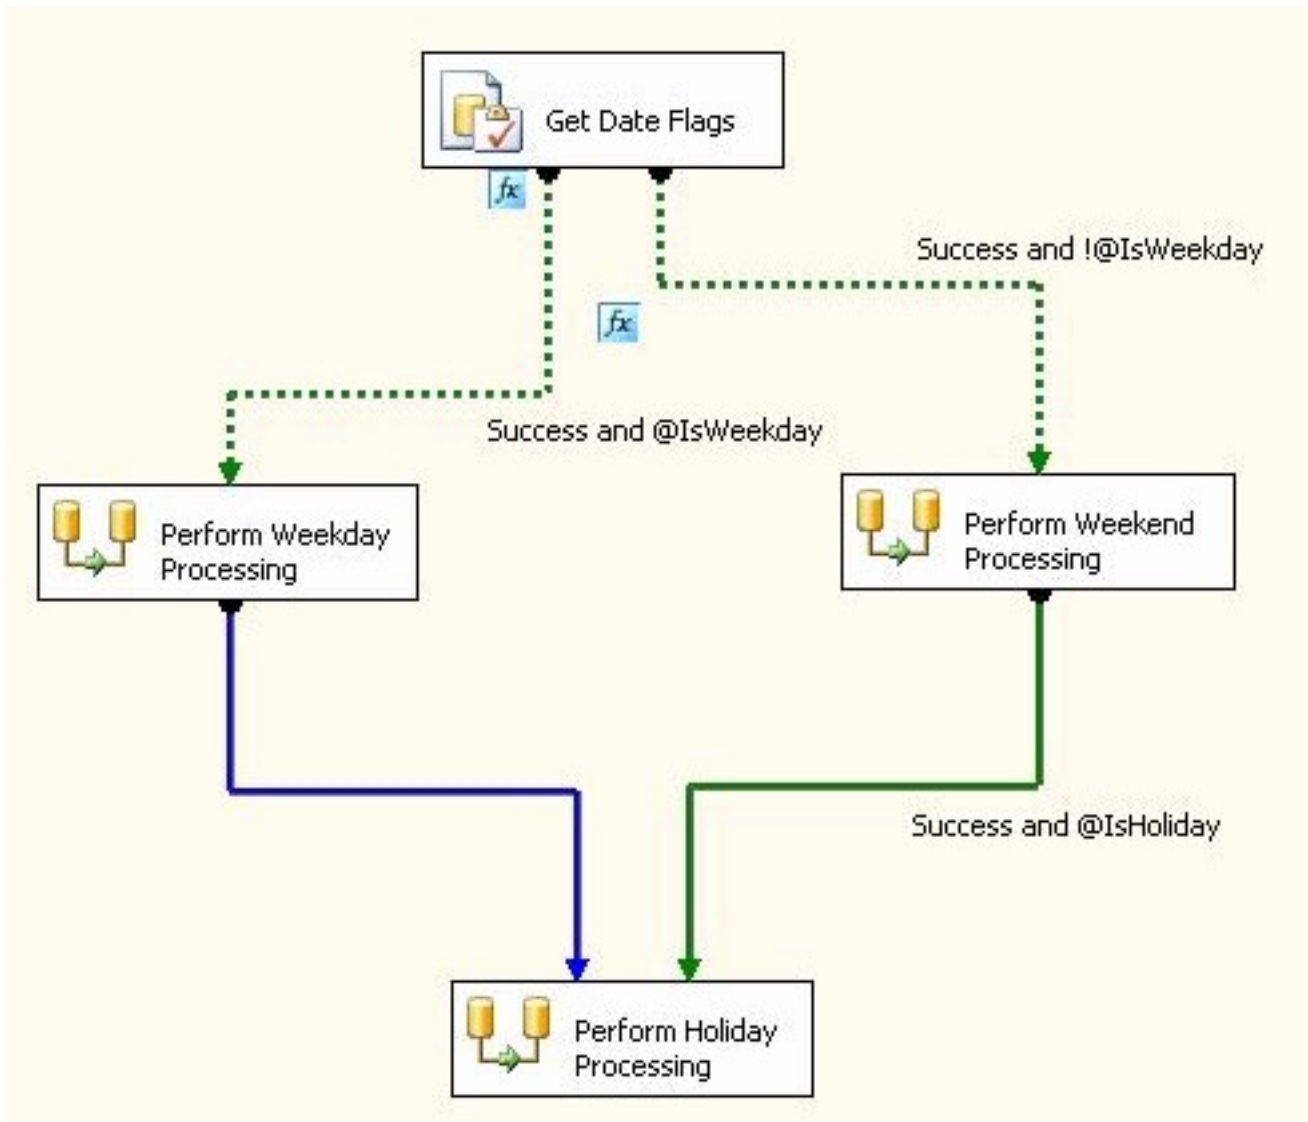 Get Date Flags
fx
Success and !@IsWeekday
fx
Success and @IsWeekday
Perform Weekday
Processing
Perform Weekend
Processing
Success and @IsHoliday
Perform Holiday
Processing